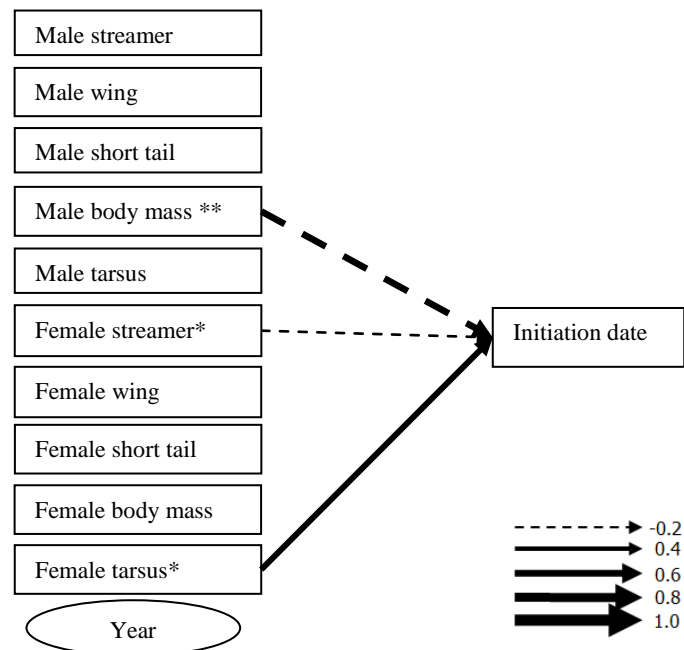 Male streamer
Male wing
Male short tail
Male body mass **
Male tarsus
Female streamer*
Initiation date
Female wing
Female short tail
Female body mass
Female tarsus*
Year
-0.2
0.4
0.6
0.8
1.0